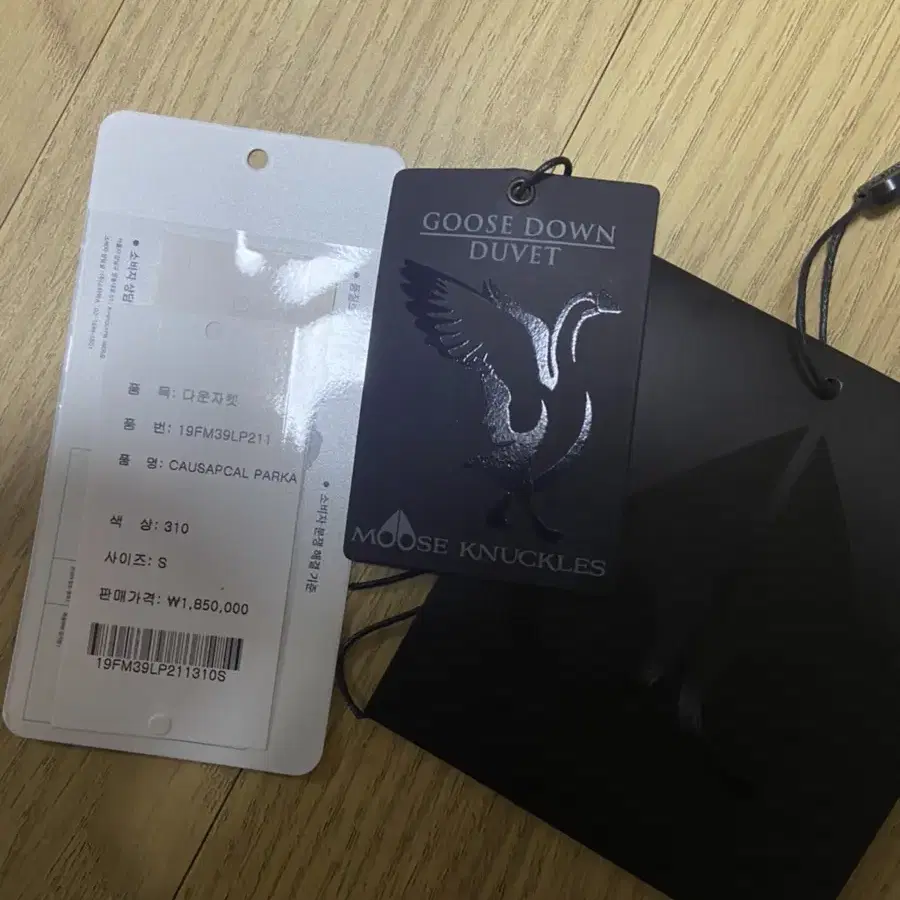 ● 소비자 상담
품 목: 다운자켓
품 번: 19FM39LP211
품 명: CAUSAPCAL PARKA
색 상: 310
사이즈: S
판매가격: ₩1,850,000
19FM39LP211310S
● 소비자 분쟁 해결 기준
GOOSE DOWN
DUVET
MOOSE KNUCKLES